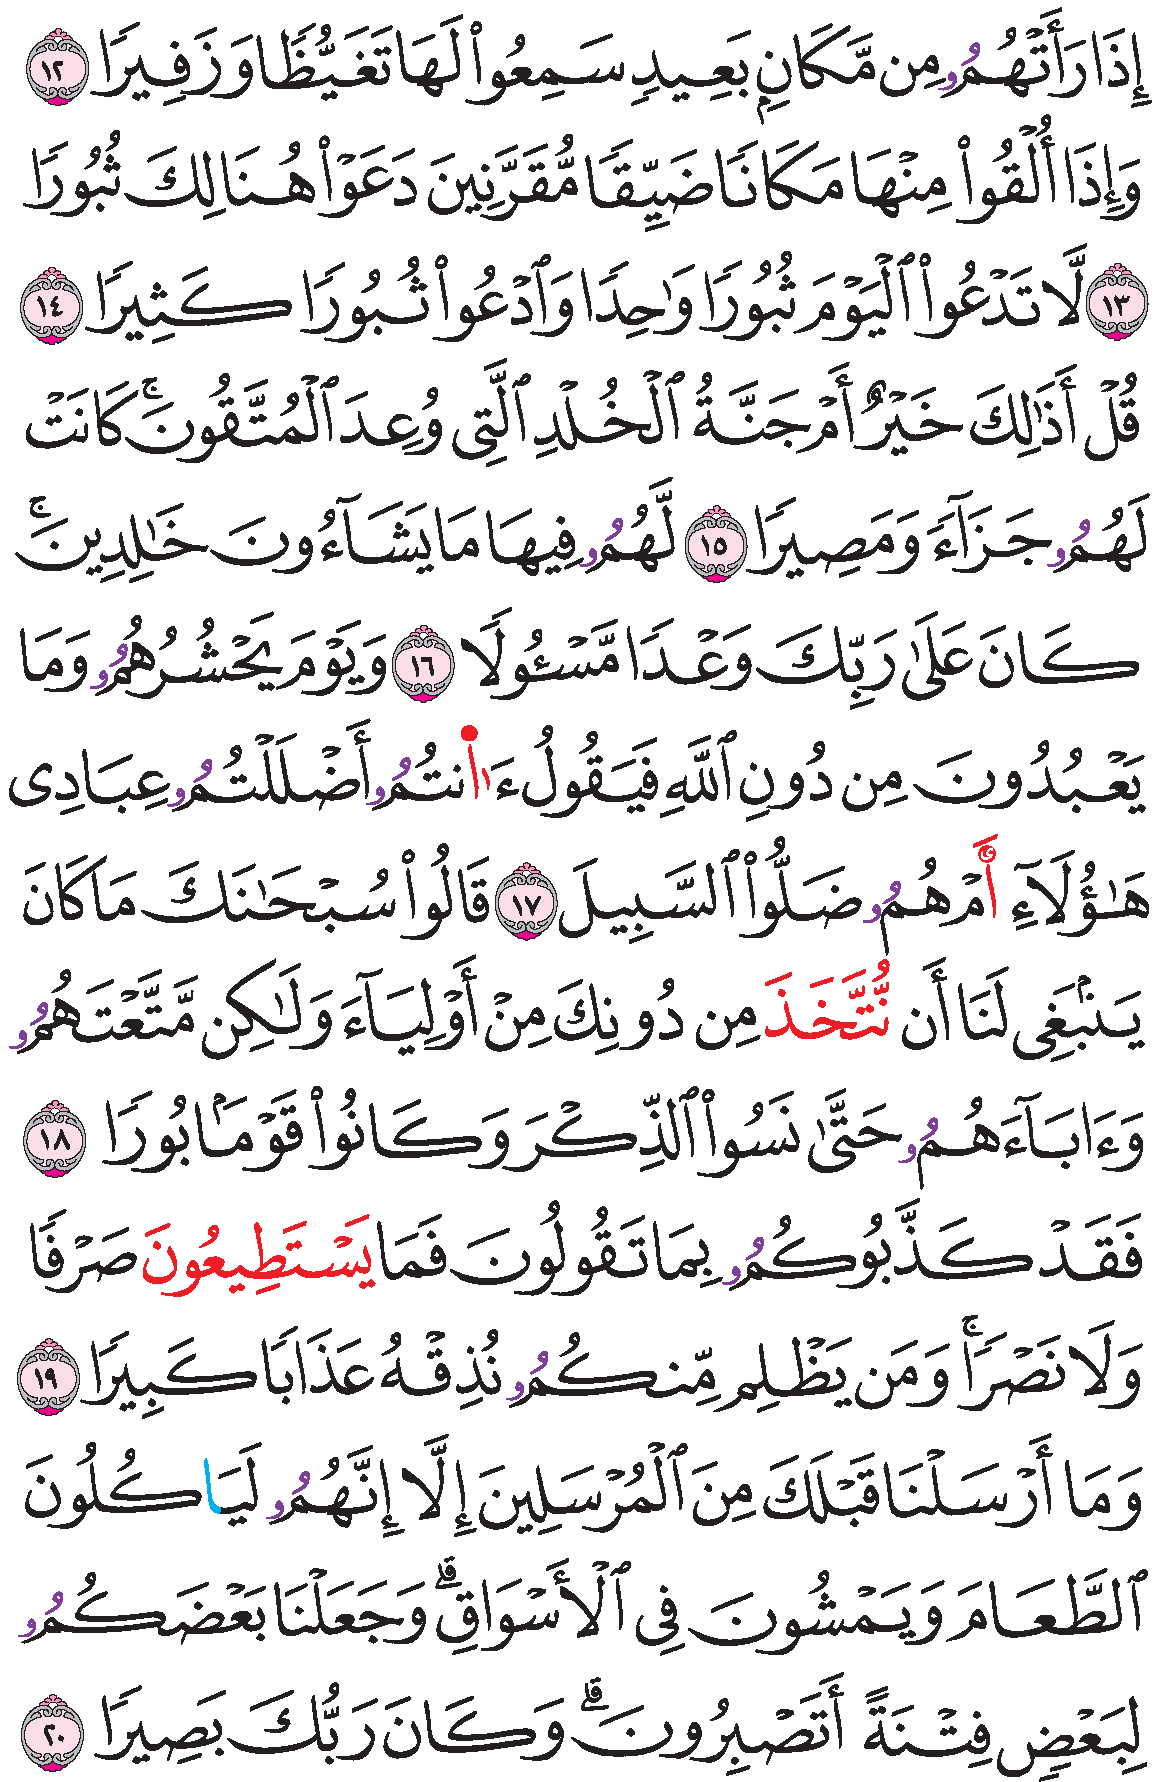 إِذَا رَأَتْهُمُۥ مِن مَّكَانِۭ بَعِيدٖ سَمِعُواْ لَهَا تَغَيُّظٗا وَزَفِيرٗا ١٢
وَإِذَا أُلْقُواْ مِنْهَا مَكَانٗا ضَيِّقٗا مُّقَرَّنِينَ دَعَوْاْ هُنَالِكَ ثُبُورٗا
١٣ لَّا تَدْعُواْ ٱلْيَوْمَ ثُبُورٗا وَٰحِدٗا وَٱدْعُواْ ثُبُورٗا كَثِيرٗا ١٤
قُلْ أَذَٰلِكَ خَيْرٌ أَمْ جَنَّةُ ٱلْخُلْدِ ٱلَّتِى وُعِدَ ٱلْمُتَّقُونَۚ كَانَتْ
لَهُمُۥ جَزَآءٗ وَمَصِيرٗا ١٥ لَّهُمُۥ فِيهَا مَا يَشَآءُونَ خَٰلِدِينَۚ
كَانَ عَلَىٰ رَبِّكَ وَعْدٗا مَّسْـُٔولٗا ١٦ وَيَوْمَ يَحْشُرُهُمُۥ وَمَا
يَعْبُدُونَ مِن دُونِ ٱللَّهِ فَيَقُولُ ءَا۬نتُمُۥ أَضْلَلْتُمُۥ عِبَادِى
هَٰٓؤُلَآءِ أَمْ هُمُۥ ضَلُّواْ ٱلسَّبِيلَ ١٧ قَالُواْ سُبْحَٰنَكَ مَا كَانَ
يَنۢبَغِى لَنَا أَن نُّتَّخَذَ مِن دُونِكَ مِنْ أَوْلِيَآءَ وَلَٰكِن مَّتَّعْتَهُمُۥ
وَءَابَآءَهُمُۥ حَتَّىٰ نَسُواْ ٱلذِّكْرَ وَكَانُواْ قَوْمَۢا بُورٗا ١٨
فَقَدْ كَذَّبُوكُمُۥ بِمَا تَقُولُونَ فَمَا يَسْتَطِيعُونَ صَرْفٗا
وَلَا نَصْرٗاۚ وَمَن يَظْلِم مِّنكُمُۥ نُذِقْهُ عَذَابٗا كَبِيرٗا ١٩
وَمَا أَرْسَلْنَا قَبْلَكَ مِنَ ٱلْمُرْسَلِينَ إِلَّا إِنَّهُمُۥ لَيَاكُلُونَ
ٱلطَّعَامَ وَيَمْشُونَ فِى ٱلْأَسْوَاقِۗ وَجَعَلْنَا بَعْضَكُمُۥ
لِبَعْضٖ فِتْنَةً أَتَصْبِرُونَۗ وَكَانَ رَبُّكَ بَصِيرٗا ٢٠